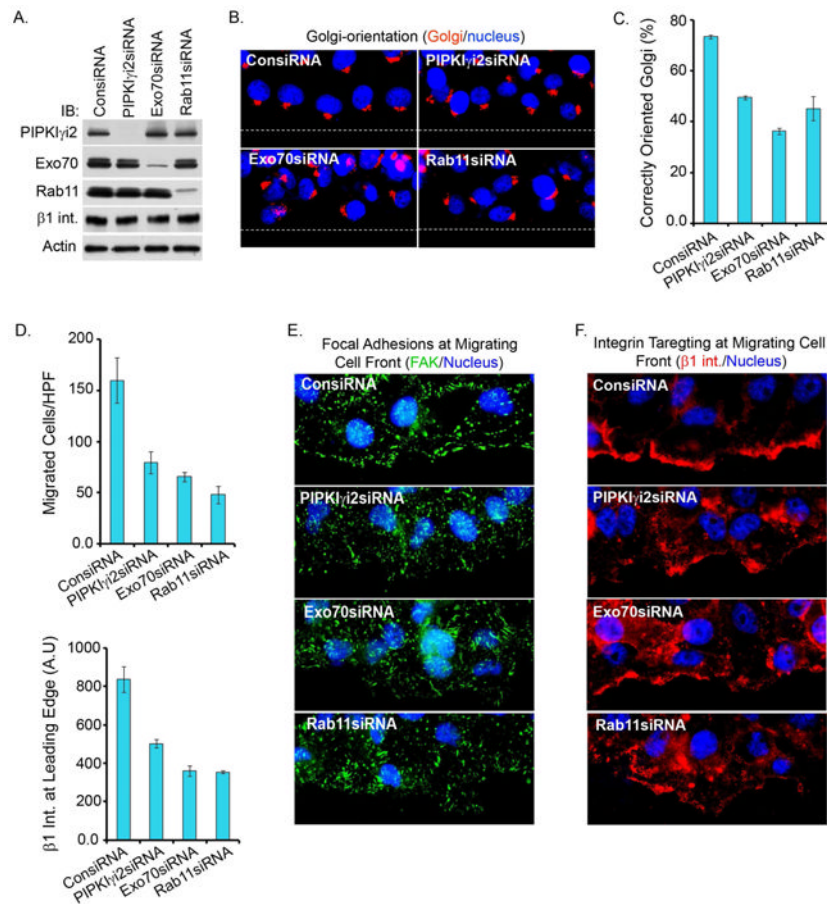 A.
ConsiRNA
PIPKIγi2siRNA
Exo70siRNA
Rab11siRNA
IB:
PIPKIγi2
Exo70
Rab11
β1 int.
Actin
B.
Golgi-orientation (Golgi/nucleus)
ConsiRNA
PIPKIγi2siRNA
Exo70siRNA
Rab11siRNA
C.
Correctly Oriented Golgi (%)
80
60
40
20
0.0
ConsiRNA
PIPKIγi2siRNA
Exo70siRNA
Rab11siRNA
D.
Migrated Cells/HPF
200
150
100
50
0.0
ConsiRNA
PIPKIγi2siRNA
Exo70siRNA
Rab11siRNA
β1 Int. at Leading Edge (A.U)
1000
800
600
400
200
0.0
ConsiRNA
PIPKIγi2siRNA
Exo70siRNA
Rab11siRNA
E.
Focal Adhesions at Migrating
Cell Front (FAK/Nucleus)
ConsiRNA
PIPKIγi2siRNA
Exo70siRNA
Rab11siRNA
F.
Integrin Taregting at Migrating Cell
Front (β1 int./Nucleus)
ConsiRNA
PIPKIγi2siRNA
Exo70siRNA
Rab11siRNA